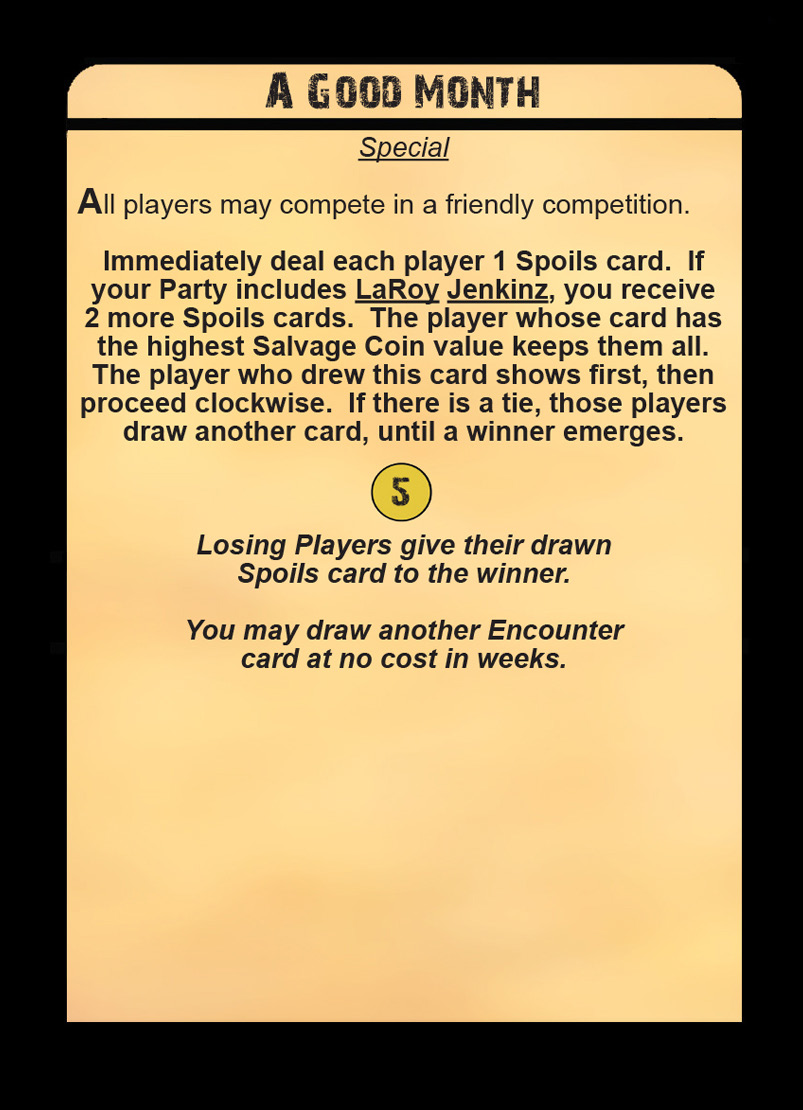 A Good Month
Special
All players may compete in a friendly competition.
Immediately deal each player 1 Spoils card.  If
your Party includes LaRoy Jenkinz, you receive
2 more Spoils cards.  The player whose card has
the highest Salvage Coin value keeps them all.
The player who drew this card shows first, then
proceed clockwise.  If there is a tie, those players
draw another card, until a winner emerges.
5
Losing Players give their drawn
Spoils card to the winner.
You may draw another Encounter
card at no cost in weeks.